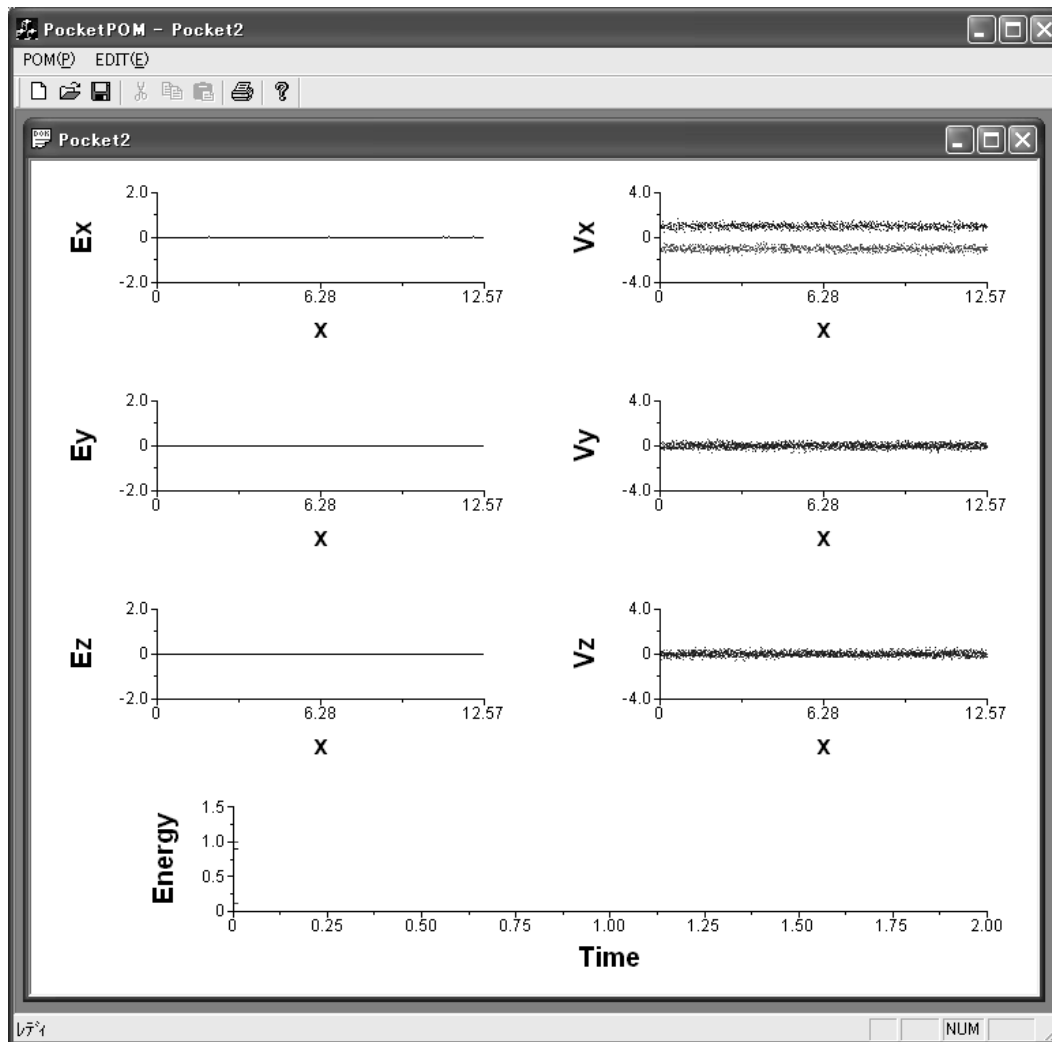 PocketPOM - Pocket2
POM(P) EDIT(E)
Pocket2
2.0
0
-2.0
Ex
0 6.28 12.57
X
4.0
0
-4.0
Vx
0 6.28 12.57
X
2.0
0
-2.0
Ey
0 6.28 12.57
X
4.0
0
-4.0
Vy
0 6.28 12.57
X
2.0
0
-2.0
Ez
0 6.28 12.57
X
4.0
0
-4.0
Vz
0 6.28 12.57
X
1.5
1.0
0.5
0
Energy
0 0.25 0.50 0.75 1.00 1.25 1.50 1.75 2.00
Time
レディ NUM